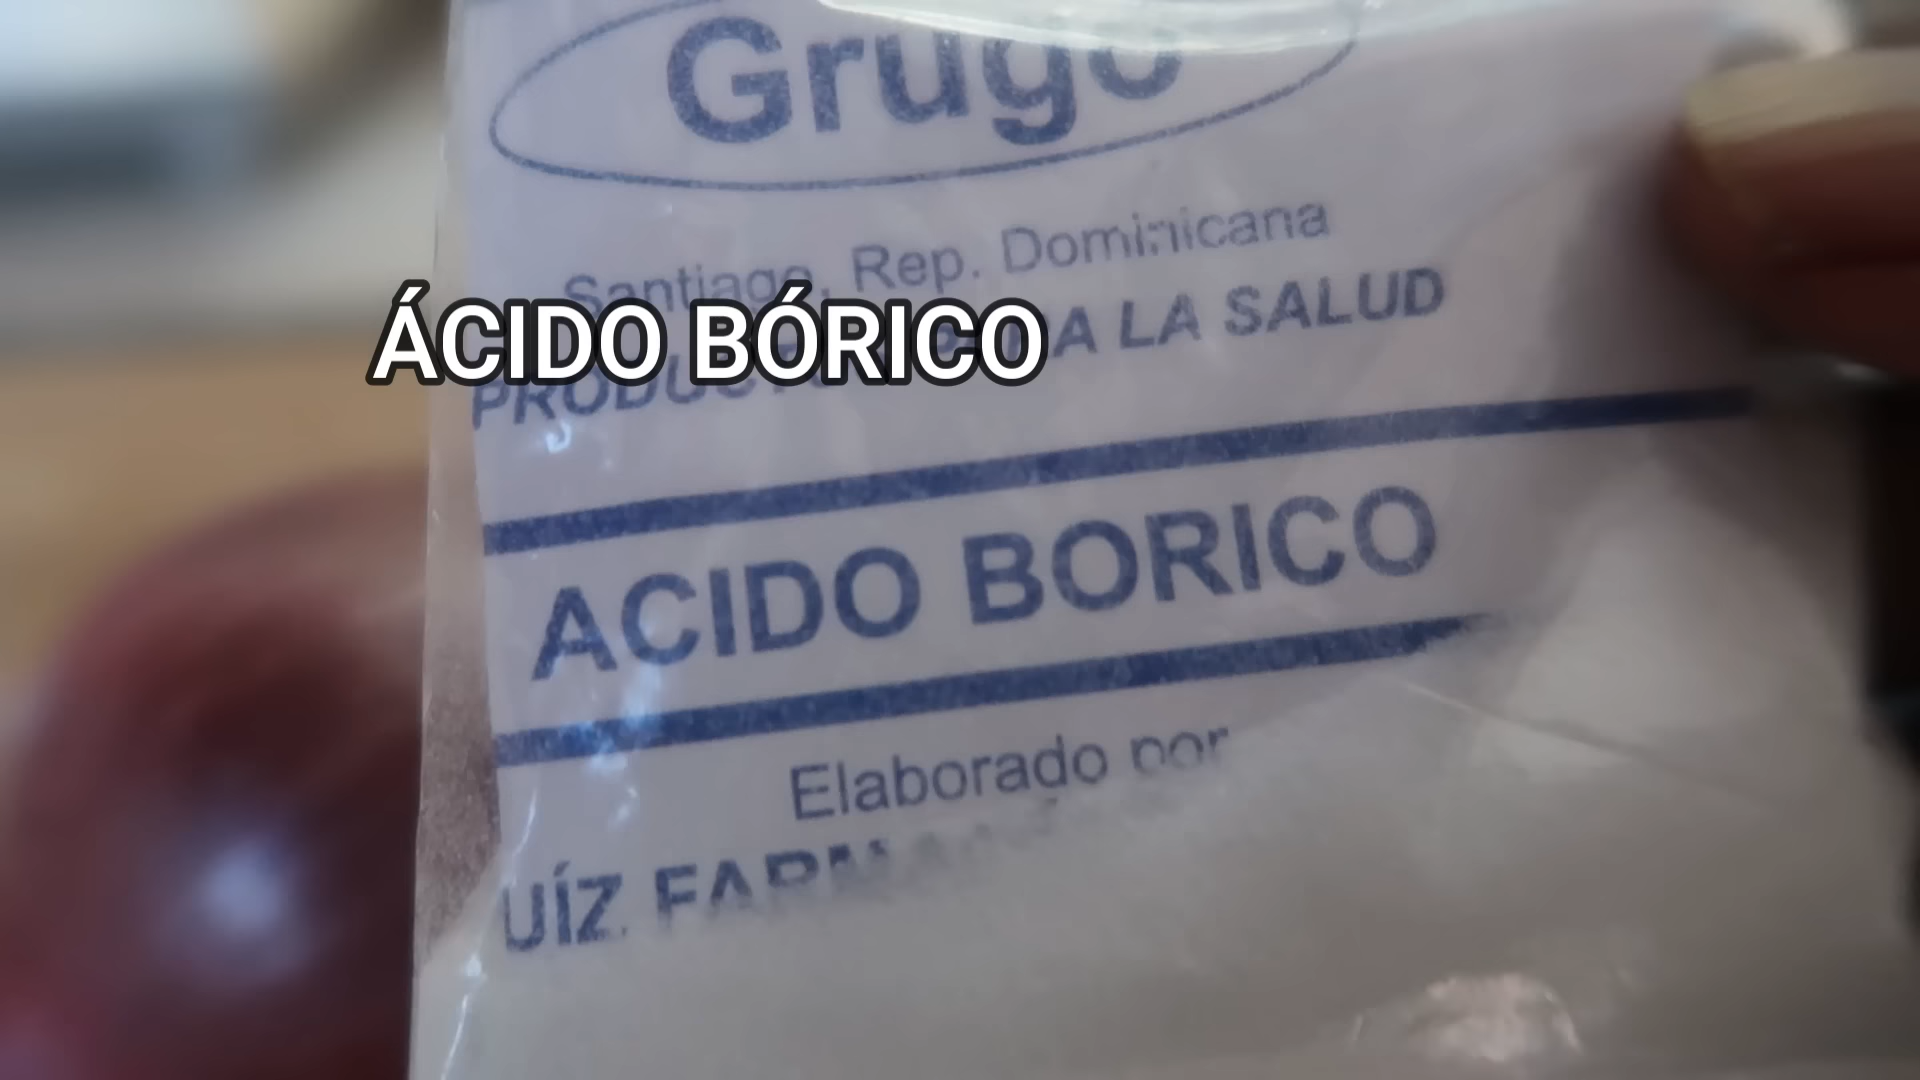 Grugo
Santiago, Rep. Dominicana
ÁCIDO BÓRICO
LA SALUD
ACIDO BORICO
Elaborado por